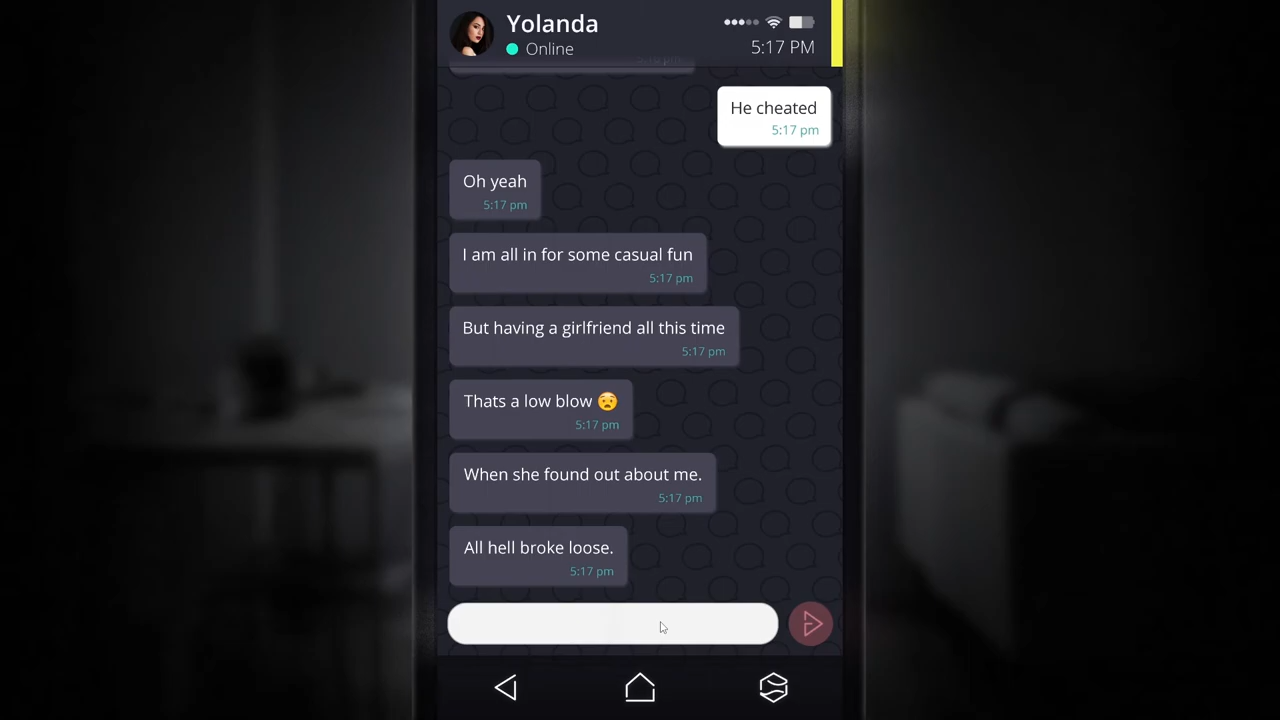 Yolanda
Online
5:17 PM
He cheated
5:17 pm
Oh yeah
5:17 pm
I am all in for some casual fun
5:17 pm
But having a girlfriend all this time
5:17 pm
Thats a low blow 😧
5:17 pm
When she found out about me.
5:17 pm
All hell broke loose.
5:17 pm